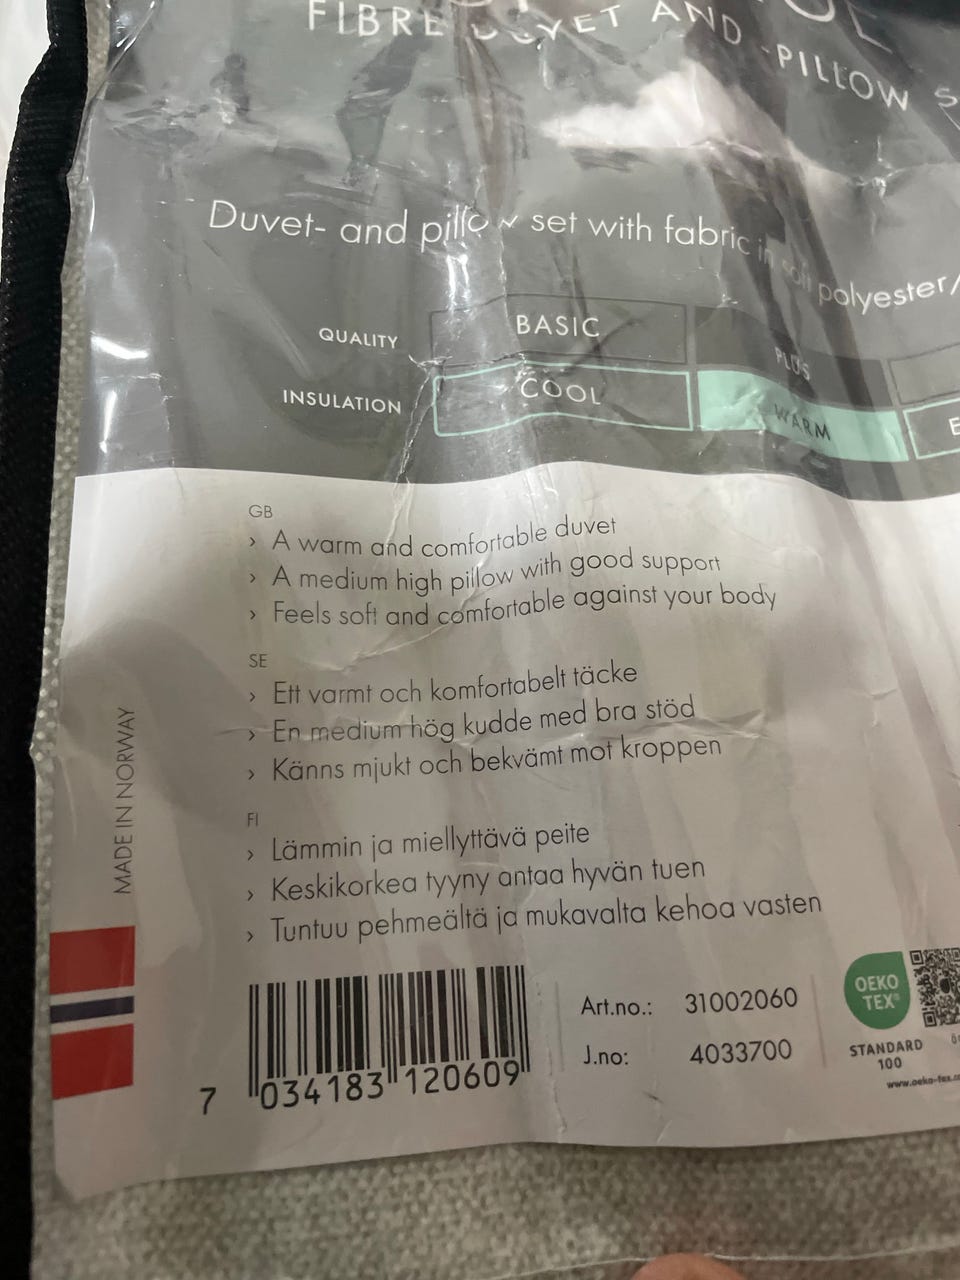 FIBRE DUVET AND -PILLOW S
Duvet- and pillow set with fabric in soft polyester/
QUALITY BASIC PLUS
INSULATION COOL WARM E
GB
› A warm and comfortable duvet
› A medium high pillow with good support
› Feels soft and comfortable against your body
SE
› Ett varmt och komfortabelt täcke
› En medium hög kudde med bra stöd
› Känns mjukt och bekvämt mot kroppen
FI
› Lämmin ja miellyttävä peite
› Keskikorkea tyyny antaa hyvän tuen
› Tuntuu pehmeältä ja mukavalta kehoa vasten
MADE IN NORWAY
7 034183 120609
Art.no.: 31002060
J.no: 4033700
OEKO
TEX®
STANDARD
100
www.oeko-tex.co